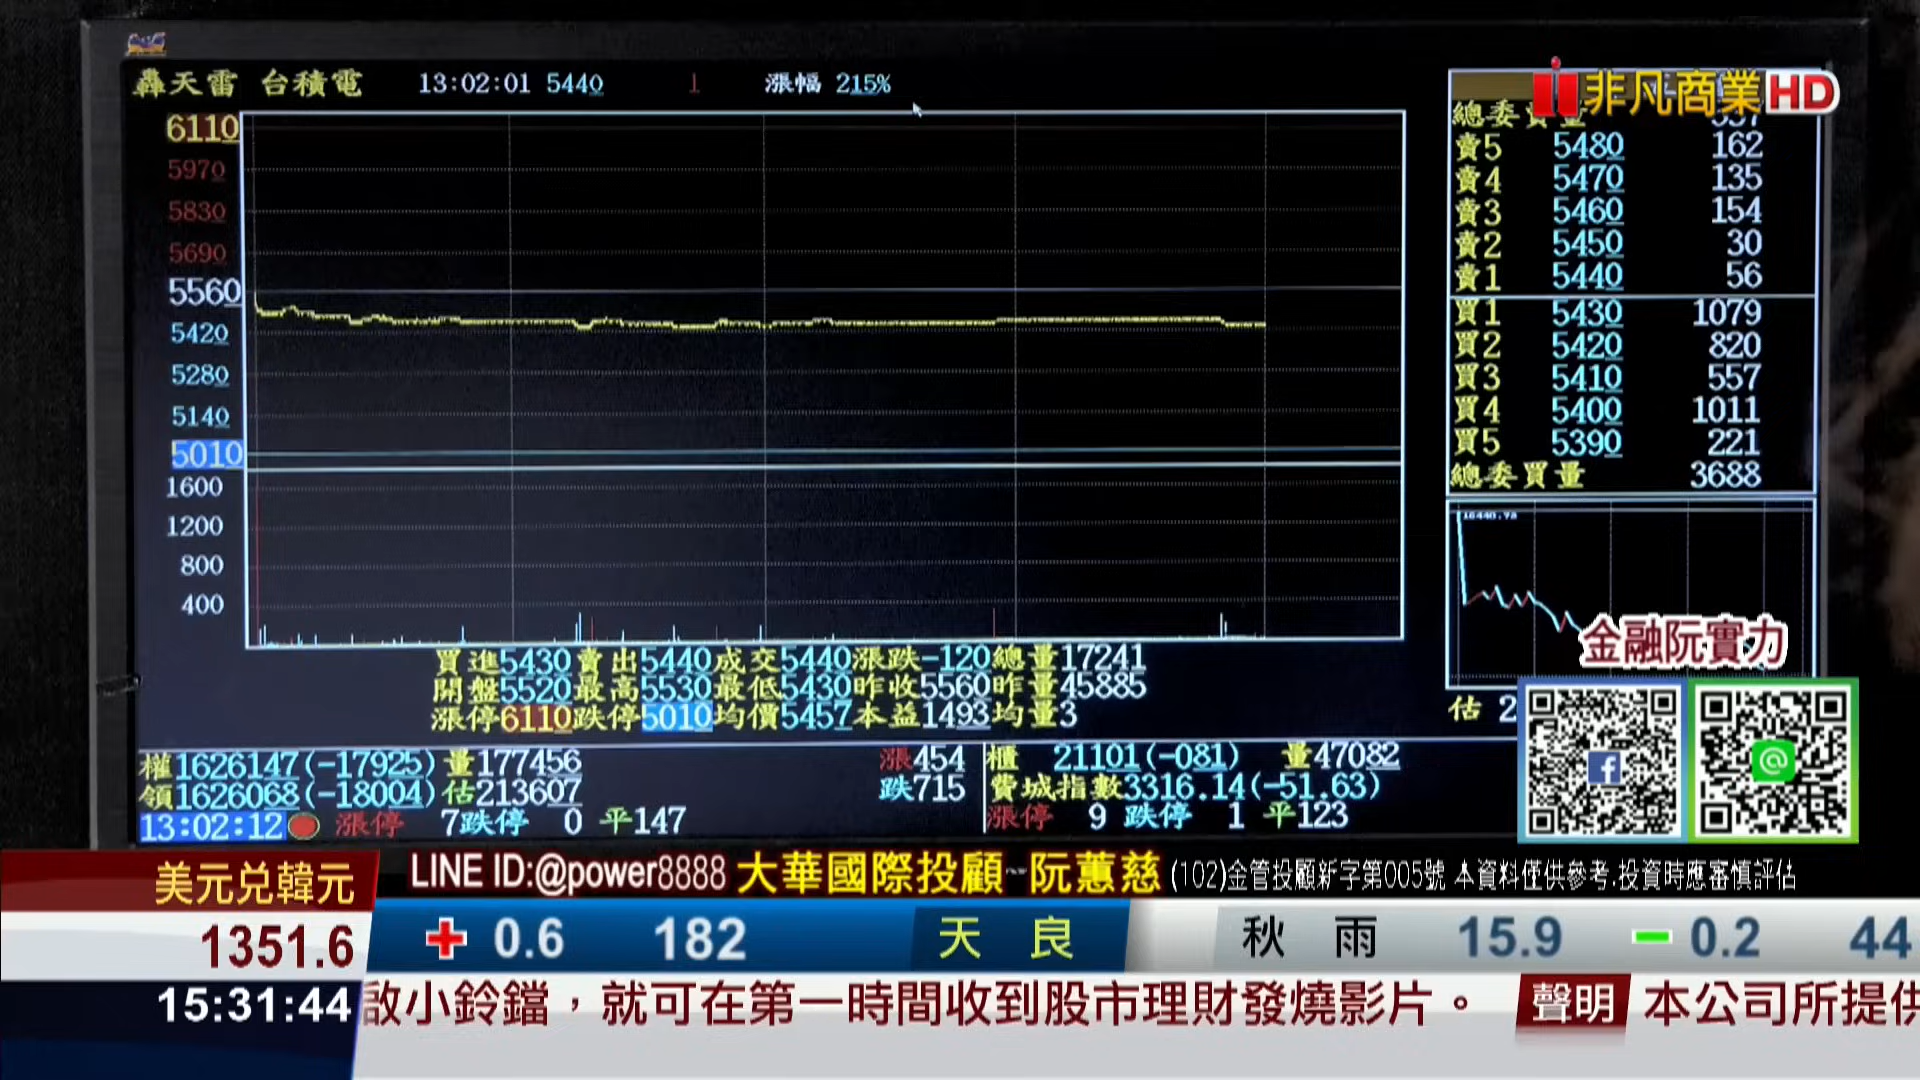 轟天雷 台積電 13:02:01 5440 1 漲幅 215%
非凡商業HD
6110
5970
5830
5690
5560
5420
5280
5140
5010
1600
1200
800
400
賣5 5480 162
賣4 5470 135
賣3 5460 154
賣2 5450 30
賣1 5440 56
買1 5430 1079
買2 5420 820
買3 5410 557
買4 5400 1011
買5 5390 221
總委買量 3688
金融阮實力
買進5430賣出5440成交5440漲跌-120總量17241
開盤5520最高5530最低5430昨收5560昨量45885
漲停6110跌停5010均價5457本益1493均量3
估 2
權1626147(-17925)量177456 漲454 櫃 21101(-081) 量47082
領1626068(-18004)估213607 跌715 費城指數3316.14(-51.63)
13:02:12 漲停 7跌停 0 平147 漲停 9 跌停 1 平123
美元兌韓元
1351.6
15:31:44
LINE ID:@power8888 大華國際投顧~阮蕙慈 (102)金管投顧新字第005號 本資料僅供參考.投資時應審慎評估
+ 0.6 182 天良 秋雨 15.9 - 0.2 44
啟小鈴鐺，就可在第一時間收到股市理財發燒影片。 聲明 本公司所提供